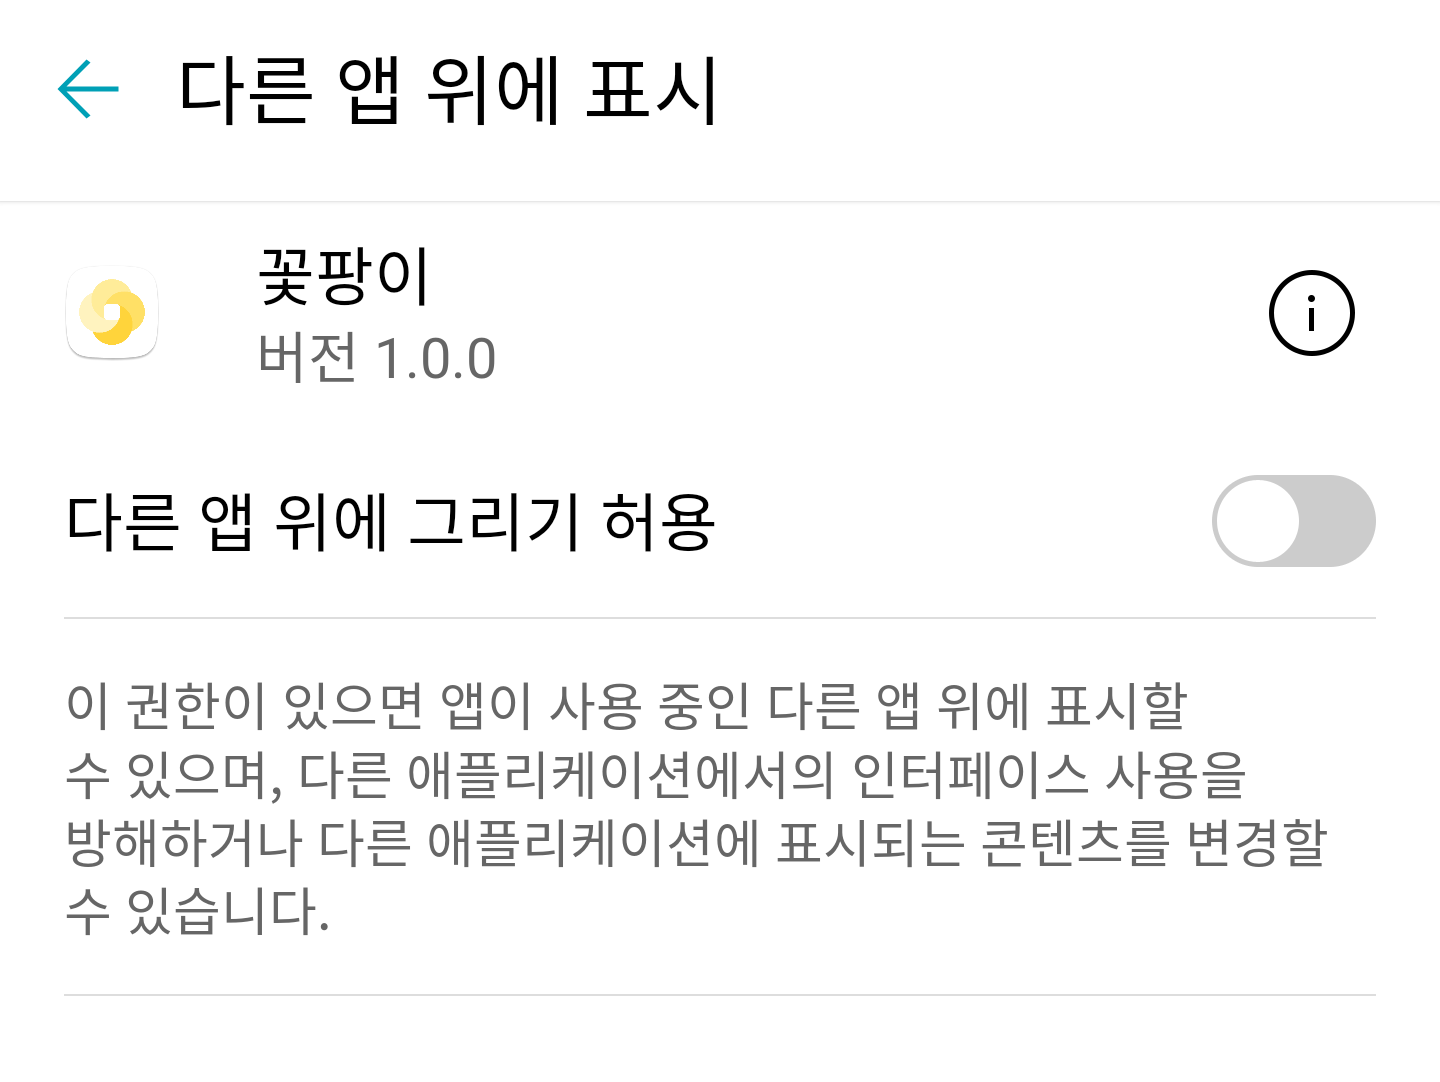 다른 앱 위에 표시
꽃팡이
버전 1.0.0
다른 앱 위에 그리기 허용
이 권한이 있으면 앱이 사용 중인 다른 앱 위에 표시할
수 있으며, 다른 애플리케이션에서의 인터페이스 사용을
방해하거나 다른 애플리케이션에 표시되는 콘텐츠를 변경할
수 있습니다.